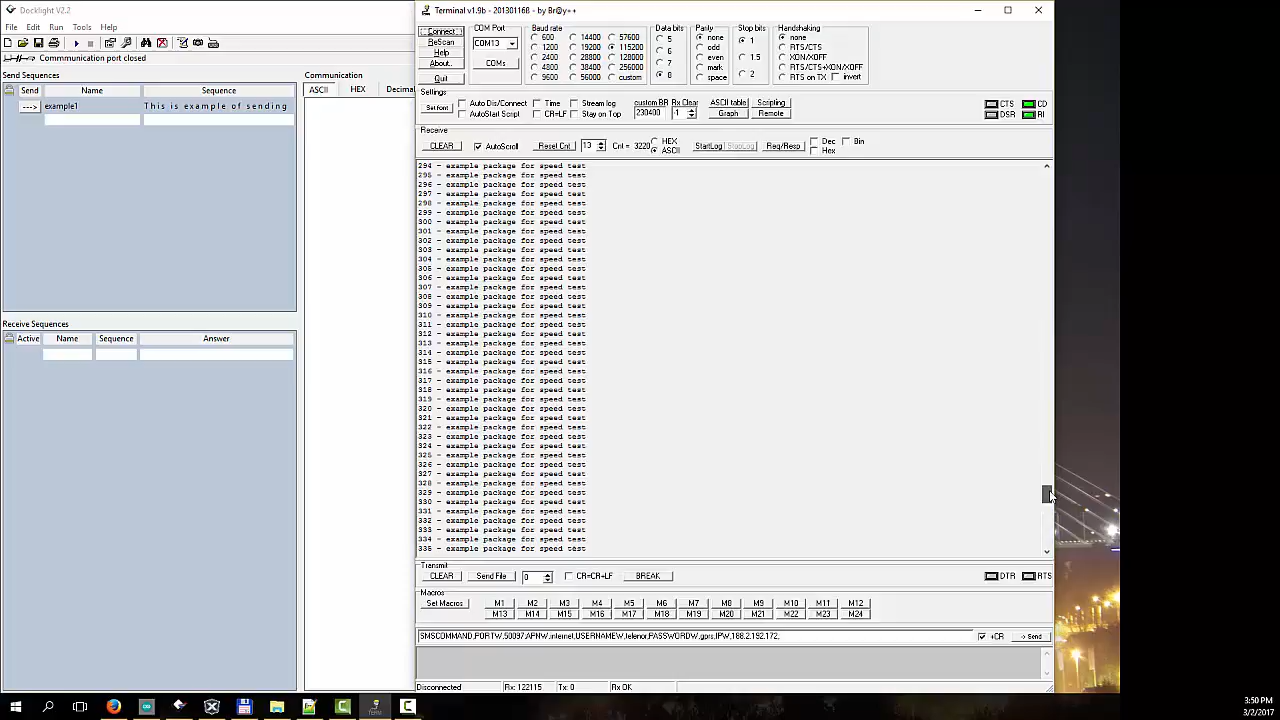 Docklight V2.2
File Edit Run Tools Help
Commmunication port closed
Send Sequences
Send Name Sequence
---> example1 This is example of sending
Receive Sequences
Active Name Sequence Answer
Communication
ASCII HEX Decimal
Terminal v1.9b - 20130116ß - by Br@y++
Connect
ReScan
Help
About..
Quit
COM Port
COM13
COMs
Baud rate
600 14400 57600
1200 19200 115200
2400 28800 128000
4800 38400 256000
9600 56000 custom
Data bits
5
6
7
8
Parity
none
odd
even
mark
space
Stop bits
1
1.5
2
Handshaking
none
RTS/CTS
XON/XOFF
RTS/CTS+XON/XOFF
RTS on TX invert
Settings
Set font
Auto Dis/Connect Time Stream log
AutoStart Script CR=LF Stay on Top
custom BR Rx Clear
230400 -1
ASCII table Scripting
Graph Remote
CTS CD
DSR RI
Receive
CLEAR AutoScroll Reset Cnt 13 Cnt = 3220 HEX
ASCII
StartLog StopLog Req/Resp Dec Bin
Hex
294 - example package for speed test
295 - example package for speed test
296 - example package for speed test
297 - example package for speed test
298 - example package for speed test
299 - example package for speed test
300 - example package for speed test
301 - example package for speed test
302 - example package for speed test
303 - example package for speed test
304 - example package for speed test
305 - example package for speed test
306 - example package for speed test
307 - example package for speed test
308 - example package for speed test
309 - example package for speed test
310 - example package for speed test
311 - example package for speed test
312 - example package for speed test
313 - example package for speed test
314 - example package for speed test
315 - example package for speed test
316 - example package for speed test
317 - example package for speed test
318 - example package for speed test
319 - example package for speed test
320 - example package for speed test
321 - example package for speed test
322 - example package for speed test
323 - example package for speed test
324 - example package for speed test
325 - example package for speed test
326 - example package for speed test
327 - example package for speed test
328 - example package for speed test
329 - example package for speed test
330 - example package for speed test
331 - example package for speed test
332 - example package for speed test
333 - example package for speed test
334 - example package for speed test
335 - example package for speed test
Transmit
CLEAR Send File 0 CR=CR+LF BREAK DTR RTS
Macros
Set Macros
M1 M2 M3 M4 M5 M6 M7 M8 M9 M10 M11 M12
M13 M14 M15 M16 M17 M18 M19 M20 M21 M22 M23 M24
SMSCOMMAND,PORTW,50097,APNW,internet,USERNAMEW,telenor,PASSWORDW,gprs,IPW,188.2.192.172,
+CR -> Send
Disconnected Rx: 122115 Tx: 0 Rx OK
3:50 PM
3/2/2017